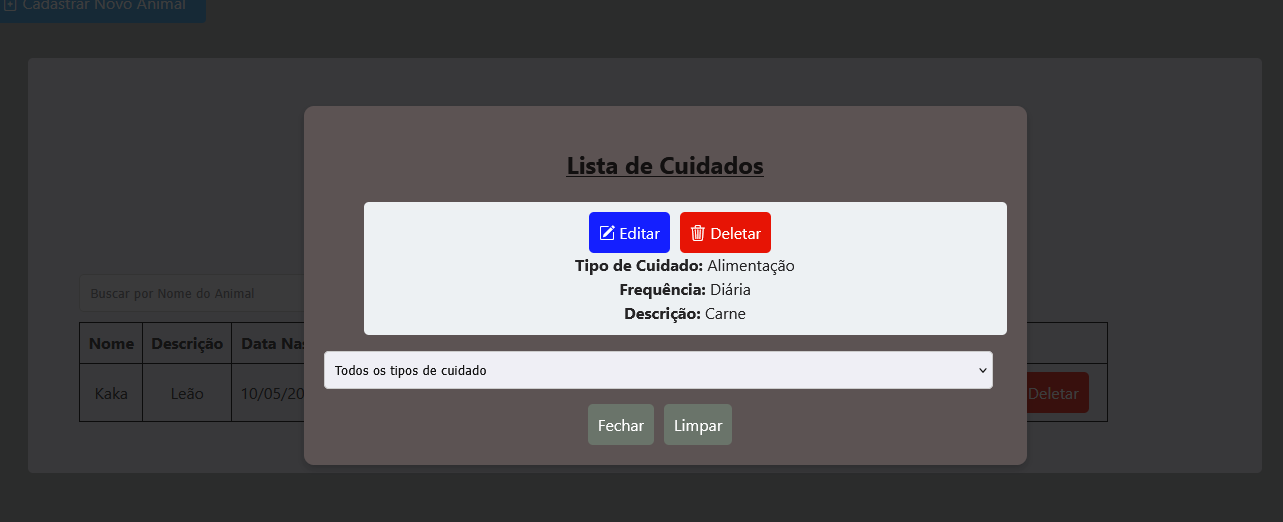 Cadastrar Novo Animal
Lista de Cuidados
Editar Deletar
Tipo de Cuidado: Alimentação
Frequência: Diária
Descrição: Carne
Buscar por Nome do Animal
Todos os tipos de cuidado
Fechar Limpar
Nome Descrição Data Nas
Kaka Leão 10/05/20 Deletar